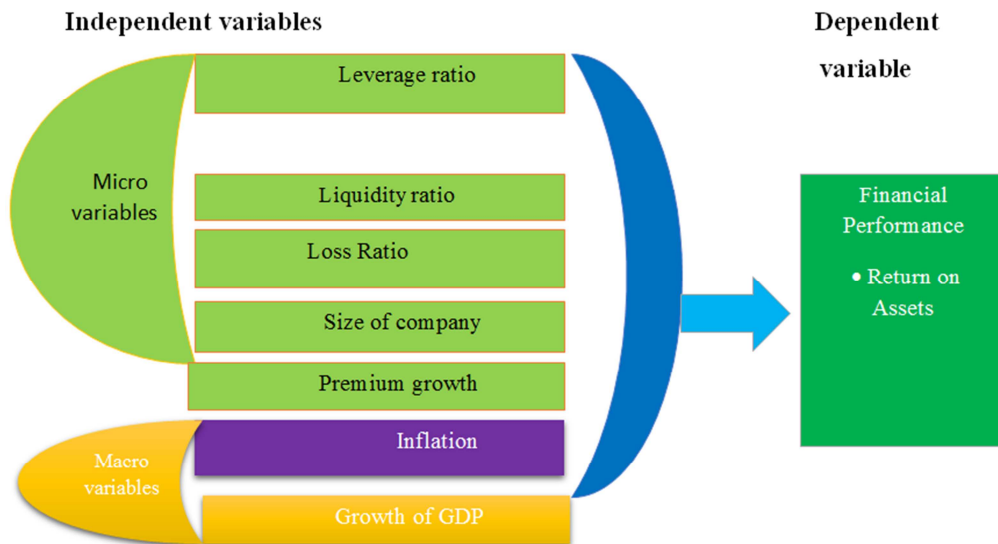 Independent variables
Dependent
variable
Leverage ratio
Micro
variables
Liquidity ratio
Loss Ratio
Size of company
Premium growth
Macro
variables
Inflation
Growth of GDP
Financial
Performance
• Return on
Assets